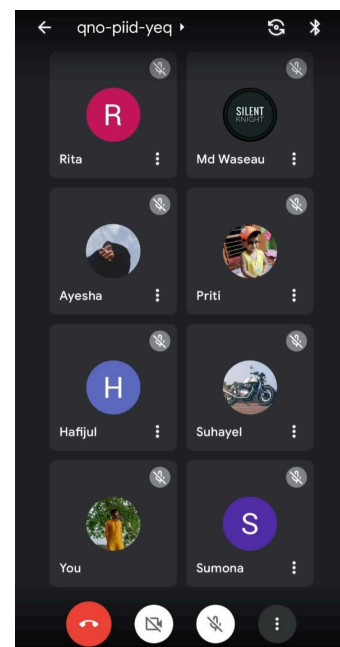 qno-piid-yeq
R
SILENT
KNIGHT
Rita
Md Waseau
Ayesha
Priti
H
Hafijul
Suhayel
S
You
Sumona